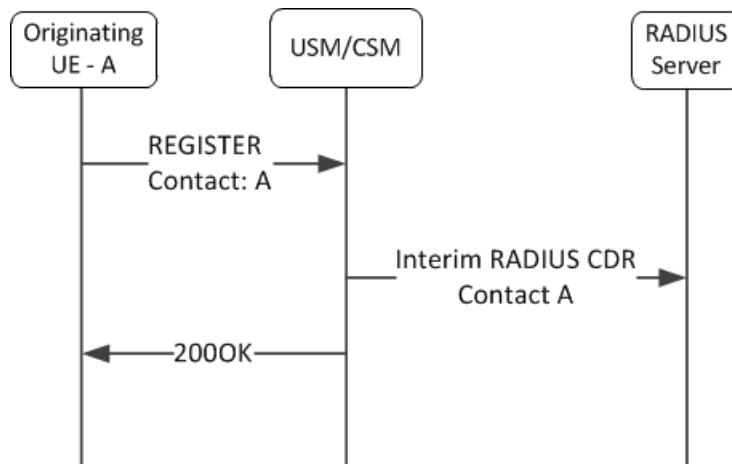 Originating
UE - A
USM/CSM
RADIUS
Server
REGISTER
Contact: A
Interim RADIUS CDR
Contact A
200OK